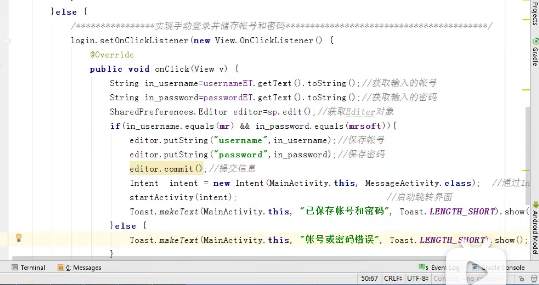 }else {
/*****************实现手动登录并储存帐号和密码*******************************************/
login.setOnClickListener(new View.OnClickListener() {
@Override
public void onClick(View v) {
String in_username=usernameET.getText().toString();//获取输入的帐号
String in_password=passwordET.getText().toString();//获取输入的密码
SharedPreferences.Editor editor=sp.edit();//获取Editor对象
if(in_username.equals(mr) && in_password.equals(mrsoft)){
editor.putString("username",in_username);//保存帐号
editor.putString("password",in_password);//保存密码
editor.commit();//提交信息
Intent intent = new Intent(MainActivity.this, MessageActivity.class); //通过In
startActivity(intent); //启动跳转界面
Toast.makeText(MainActivity.this, "已保存帐号和密码", Toast.LENGTH_SHORT).show(
}else {
Toast.makeText(MainActivity.this, "帐号或密码错误", Toast.LENGTH_SHORT).show();
}
Projects
Gradle
Android Model
Terminal
0: Messages
Event Log
Gradle Console
50:67 CRLF÷ UTF-8÷